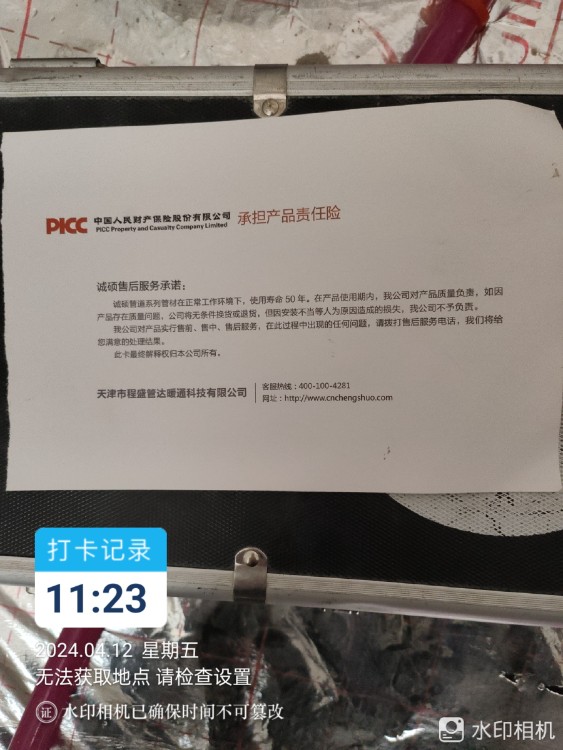 PICC 中国人民财产保险股份有限公司 承担产品责任险
PICC Property and Casualty Company Limited
诚硕售后服务承诺：
诚硕管道系列管材在正常工作环境下，使用寿命 50 年。在产品使用期内，我公司对产品质量负责，如因
产品存在质量问题，公司将无条件换货或退货，但因安装不当等人为原因造成的损失，我公司不予负责。
我公司对产品实行售前、售中、售后服务，在此过程中出现的任何问题，请拨打售后服务电话，我们将给
您满意的处理结果。
此卡最终解释权归本公司所有。
天津市程盛管达暖通科技有限公司
客服热线：400-100-4281
网址：http://www.cnchengshuo.com
打卡记录
11:23
2024.04.12 星期五
无法获取地点 请检查设置
证 水印相机已确保时间不可篡改
水印相机